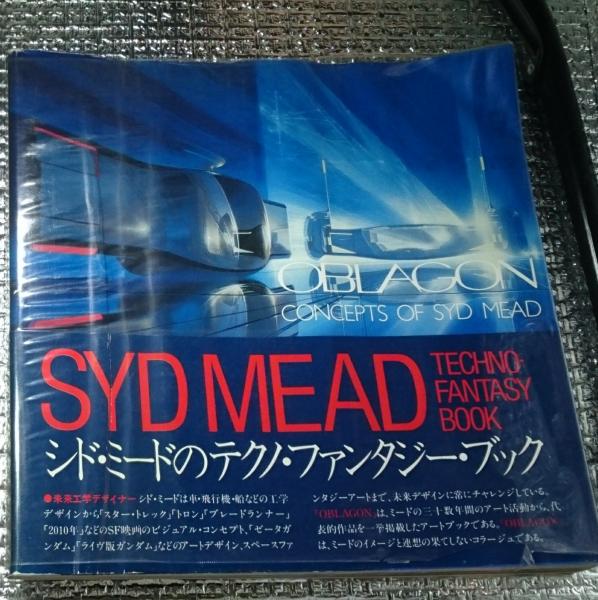 OBLAGON
CONCEPTS OF SYD MEAD
SYD MEAD
TECHNO-
FANTASY
BOOK
シド・ミードのテクノ・ファンタジー・ブック
●未来工学デザイナー シド・ミードは車・飛行機・船などの工学
デザインから「スター・トレック」「トロン」「ブレードランナー」
「2010年」などのSF映画のビジュアル・コンセプト、「ゼータガ
ンダム」「ライヴ版ガンダム」などのアートデザイン、スペースファ
ンタジーアートまで、未来デザインに常にチャレンジしている。
「OBLAGON」は、ミードの三十数年間のアート活動から、代
表的作品を一挙掲載したアートブックである。「OBLAGON」
は、ミードのイメージと思想の果てしないコラージュである。